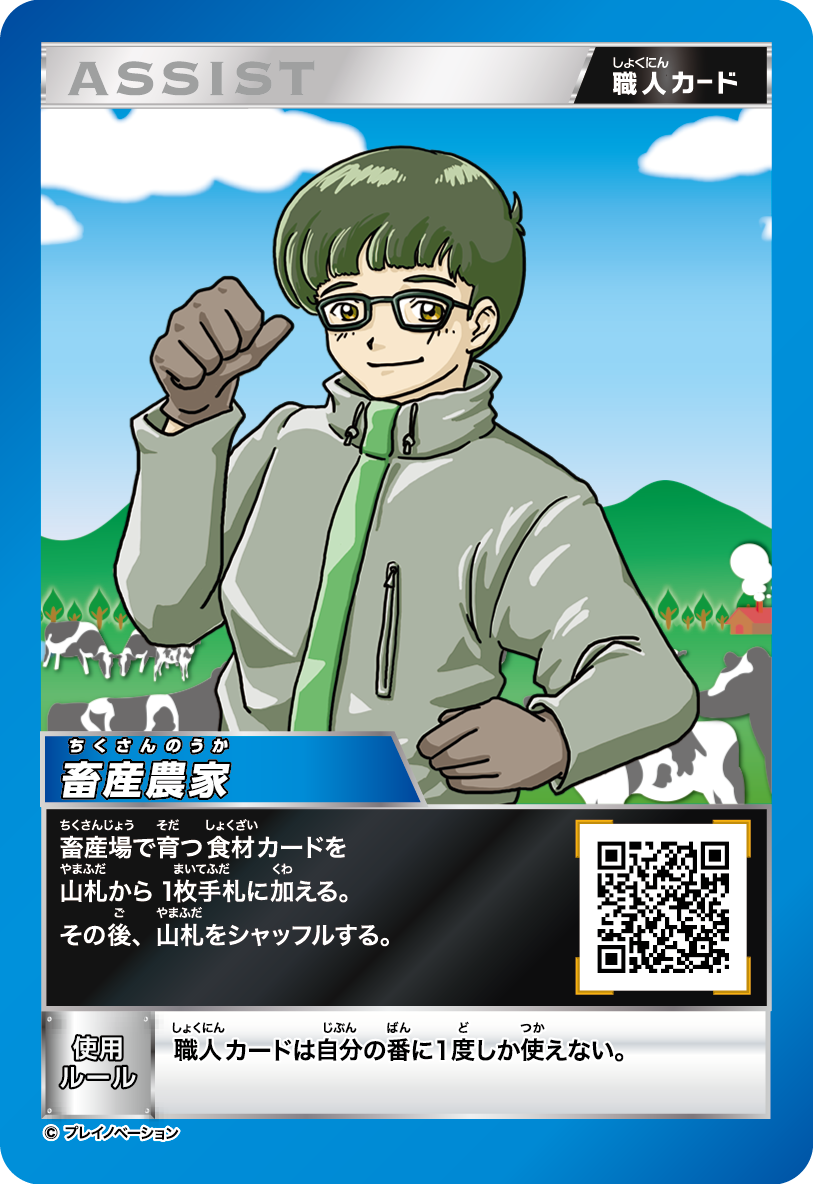 ASSIST
しょくにん
職人カード
ちくさんのうか
畜産農家
ちくさんじょう そだ しょくざい
畜産場で育つ食材カードを
やまふだ まいてふだ くわ
山札から 1枚手札に加える。
ご やまふだ
その後、山札をシャッフルする。
使用
ルール
しょくにん じぶん ばん ど つか
職人カードは自分の番に1度しか使えない。
© プレイノベーション